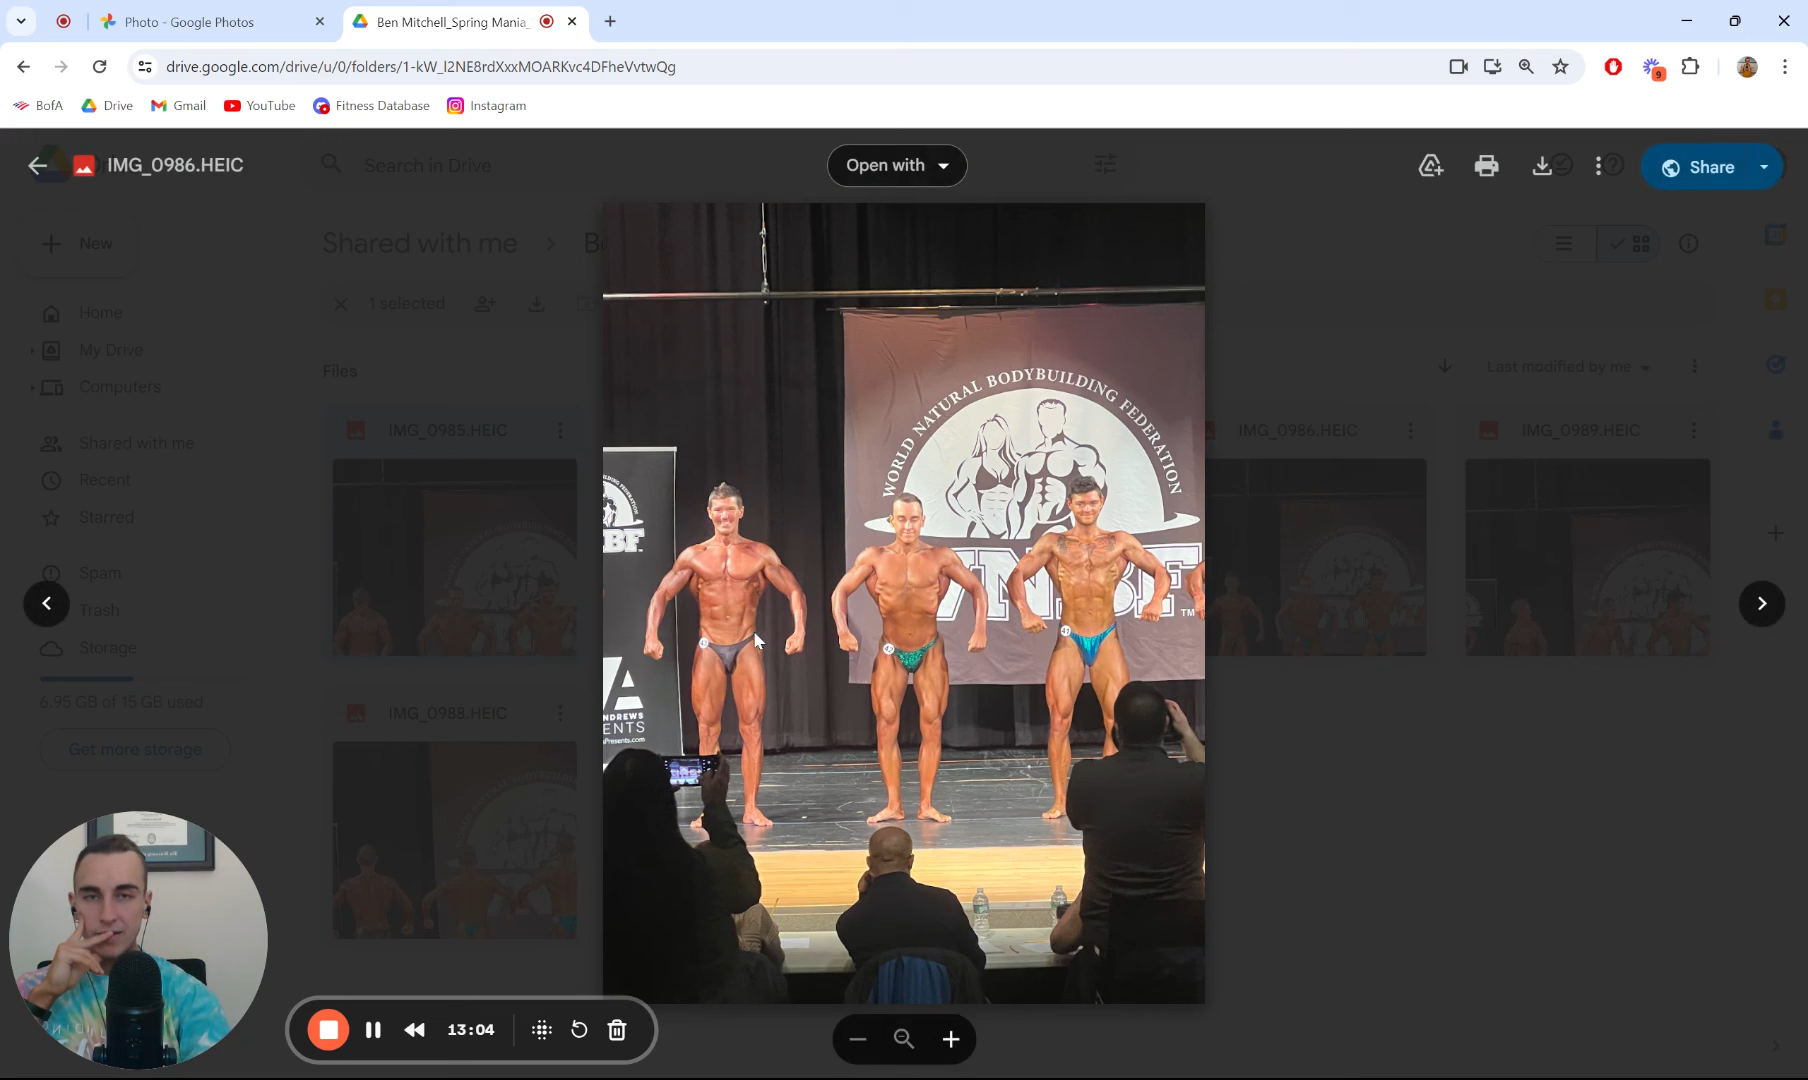 Photo - Google Photos
Ben Mitchell_Spring Mania_
drive.google.com/drive/u/0/folders/1-kW_I2NE8rdXxxMOARKvc4DFheVvtwQg
9
BofA
Drive
Gmail
YouTube
Fitness Database
Instagram
IMG_0986.HEIC
Search in Drive
Open with
Share
New
Shared with me
1 selected
Home
My Drive
Computers
Shared with me
Recent
Starred
Spam
Trash
Storage
6.95 GB of 15 GB used
Get more storage
Files
Last modified by me
IMG_0985.HEIC
IMG_0986.HEIC
IMG_0989.HEIC
IMG_0988.HEIC
WORLD NATURAL BODYBUILDING FEDERATION
WNBF
TM
BF.
A
NDREWS
ENTS
13:04